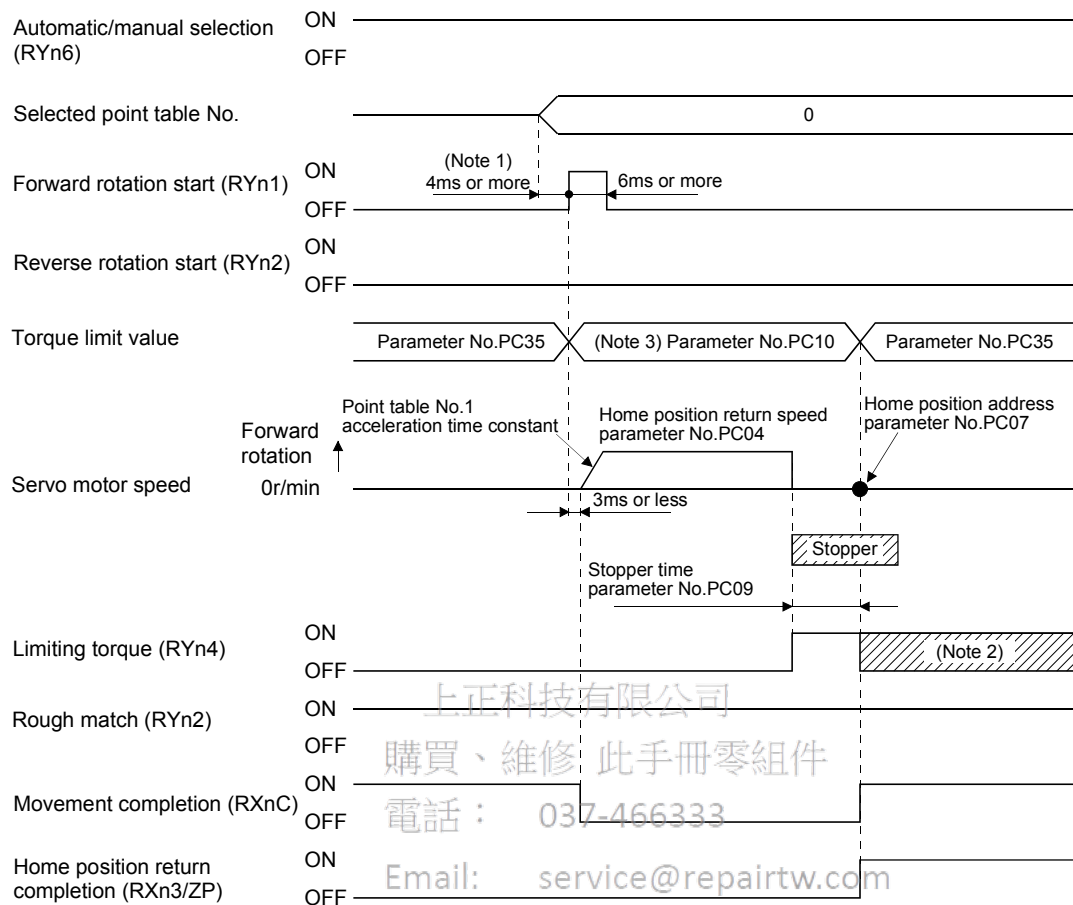 Automatic/manual selection
(RYn6)
ON
OFF
Selected point table No.
0
Forward rotation start (RYn1)
ON
OFF
(Note 1)
4ms or more
6ms or more
Reverse rotation start (RYn2)
ON
OFF
Torque limit value
Parameter No.PC35
(Note 3) Parameter No.PC10
Parameter No.PC35
Point table No.1
acceleration time constant
Home position return speed
parameter No.PC04
Home position address
parameter No.PC07
Forward
rotation
Servo motor speed
0r/min
3ms or less
Stopper
Stopper time
parameter No.PC09
Limiting torque (RYn4)
ON
OFF
(Note 2)
上正科技有限公司
Rough match (RYn2)
ON
OFF
購買、維修 此手冊零組件
Movement completion (RXnC)
ON
OFF
電話： 037-466333
Home position return
completion (RXn3/ZP)
ON
OFF
Email: service@repairtw.com